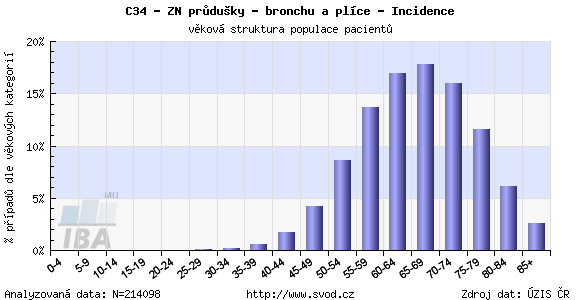 C34 - ZN průdušky - bronchu a plíce - Incidence
věková struktura populace pacientů
% případů dle věkových kategorií
20%
15%
10%
5%
0%
MU
IBA
0-4
5-9
10-14
15-19
20-24
25-29
30-34
35-39
40-44
45-49
50-54
55-59
60-64
65-69
70-74
75-79
80-84
85+
Analyzovaná data: N=214098
http://www.svod.cz
Zdroj dat: ÚZIS ČR